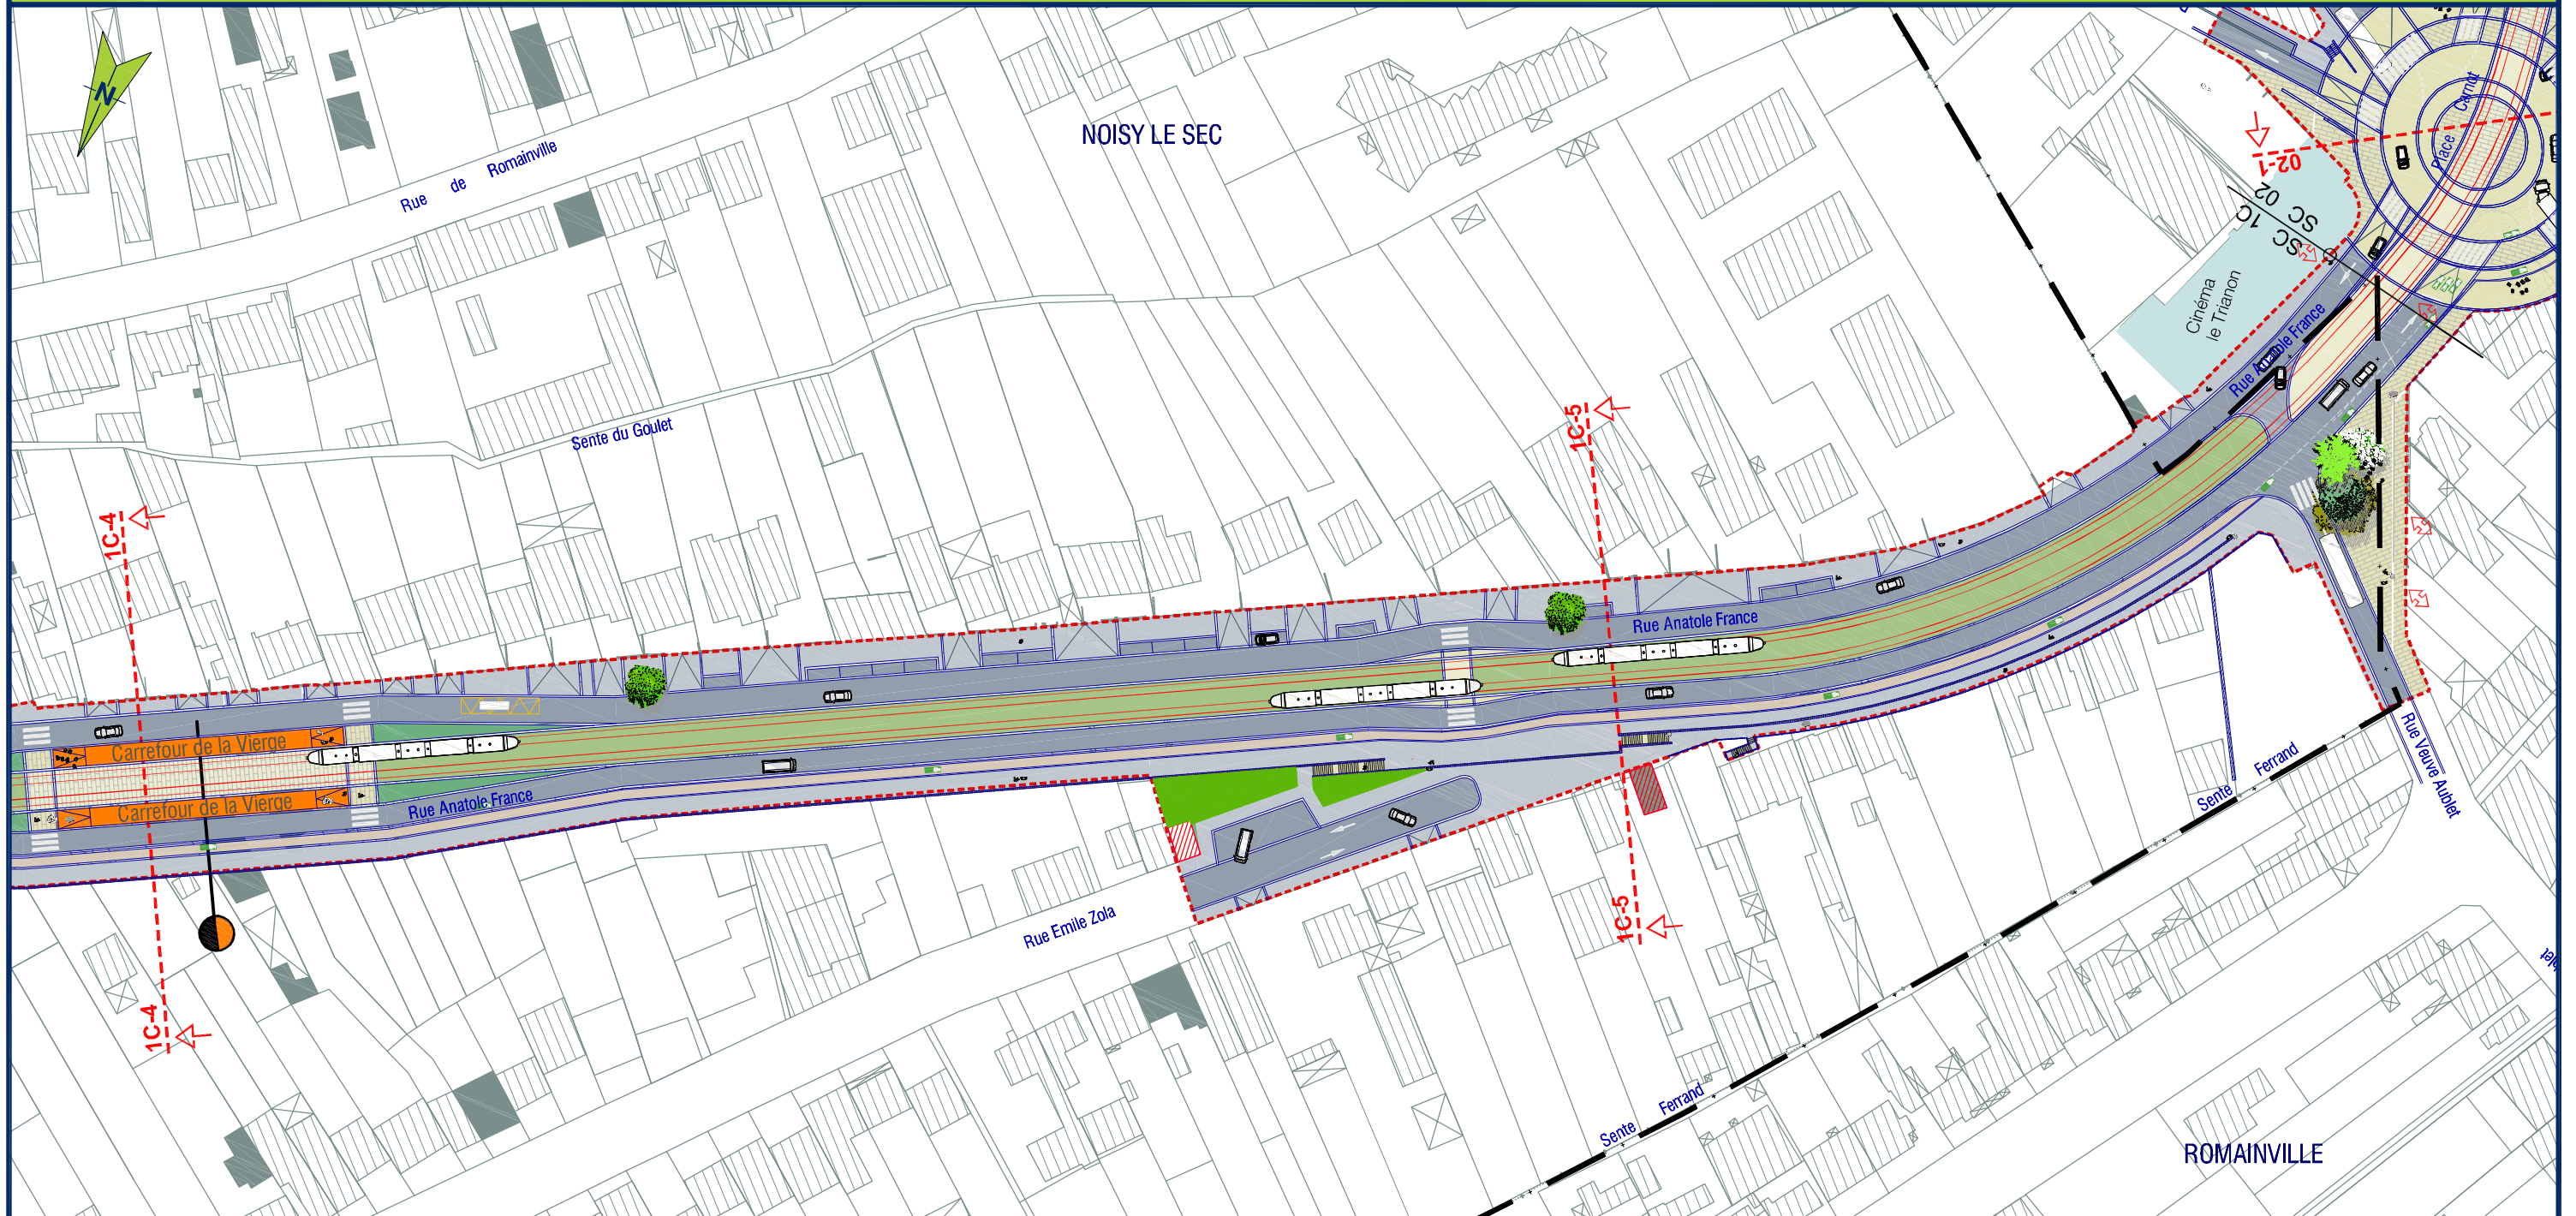 N
Rue de Romainville
NOISY LE SEC
Place Carnot
02-1
SC 02
SC 1C
Cinéma
le Trianon
Rue Anatole France
Sente du Goulet
1C-5
1C-4
Rue Anatole France
Carrefour de la Vierge
Carrefour de la Vierge
Rue Anatole France
Rue Veuve Aublet
Sente Ferrand
Rue Emile Zola
1C-5
1C-4
Sente Ferrand
ROMAINVILLE